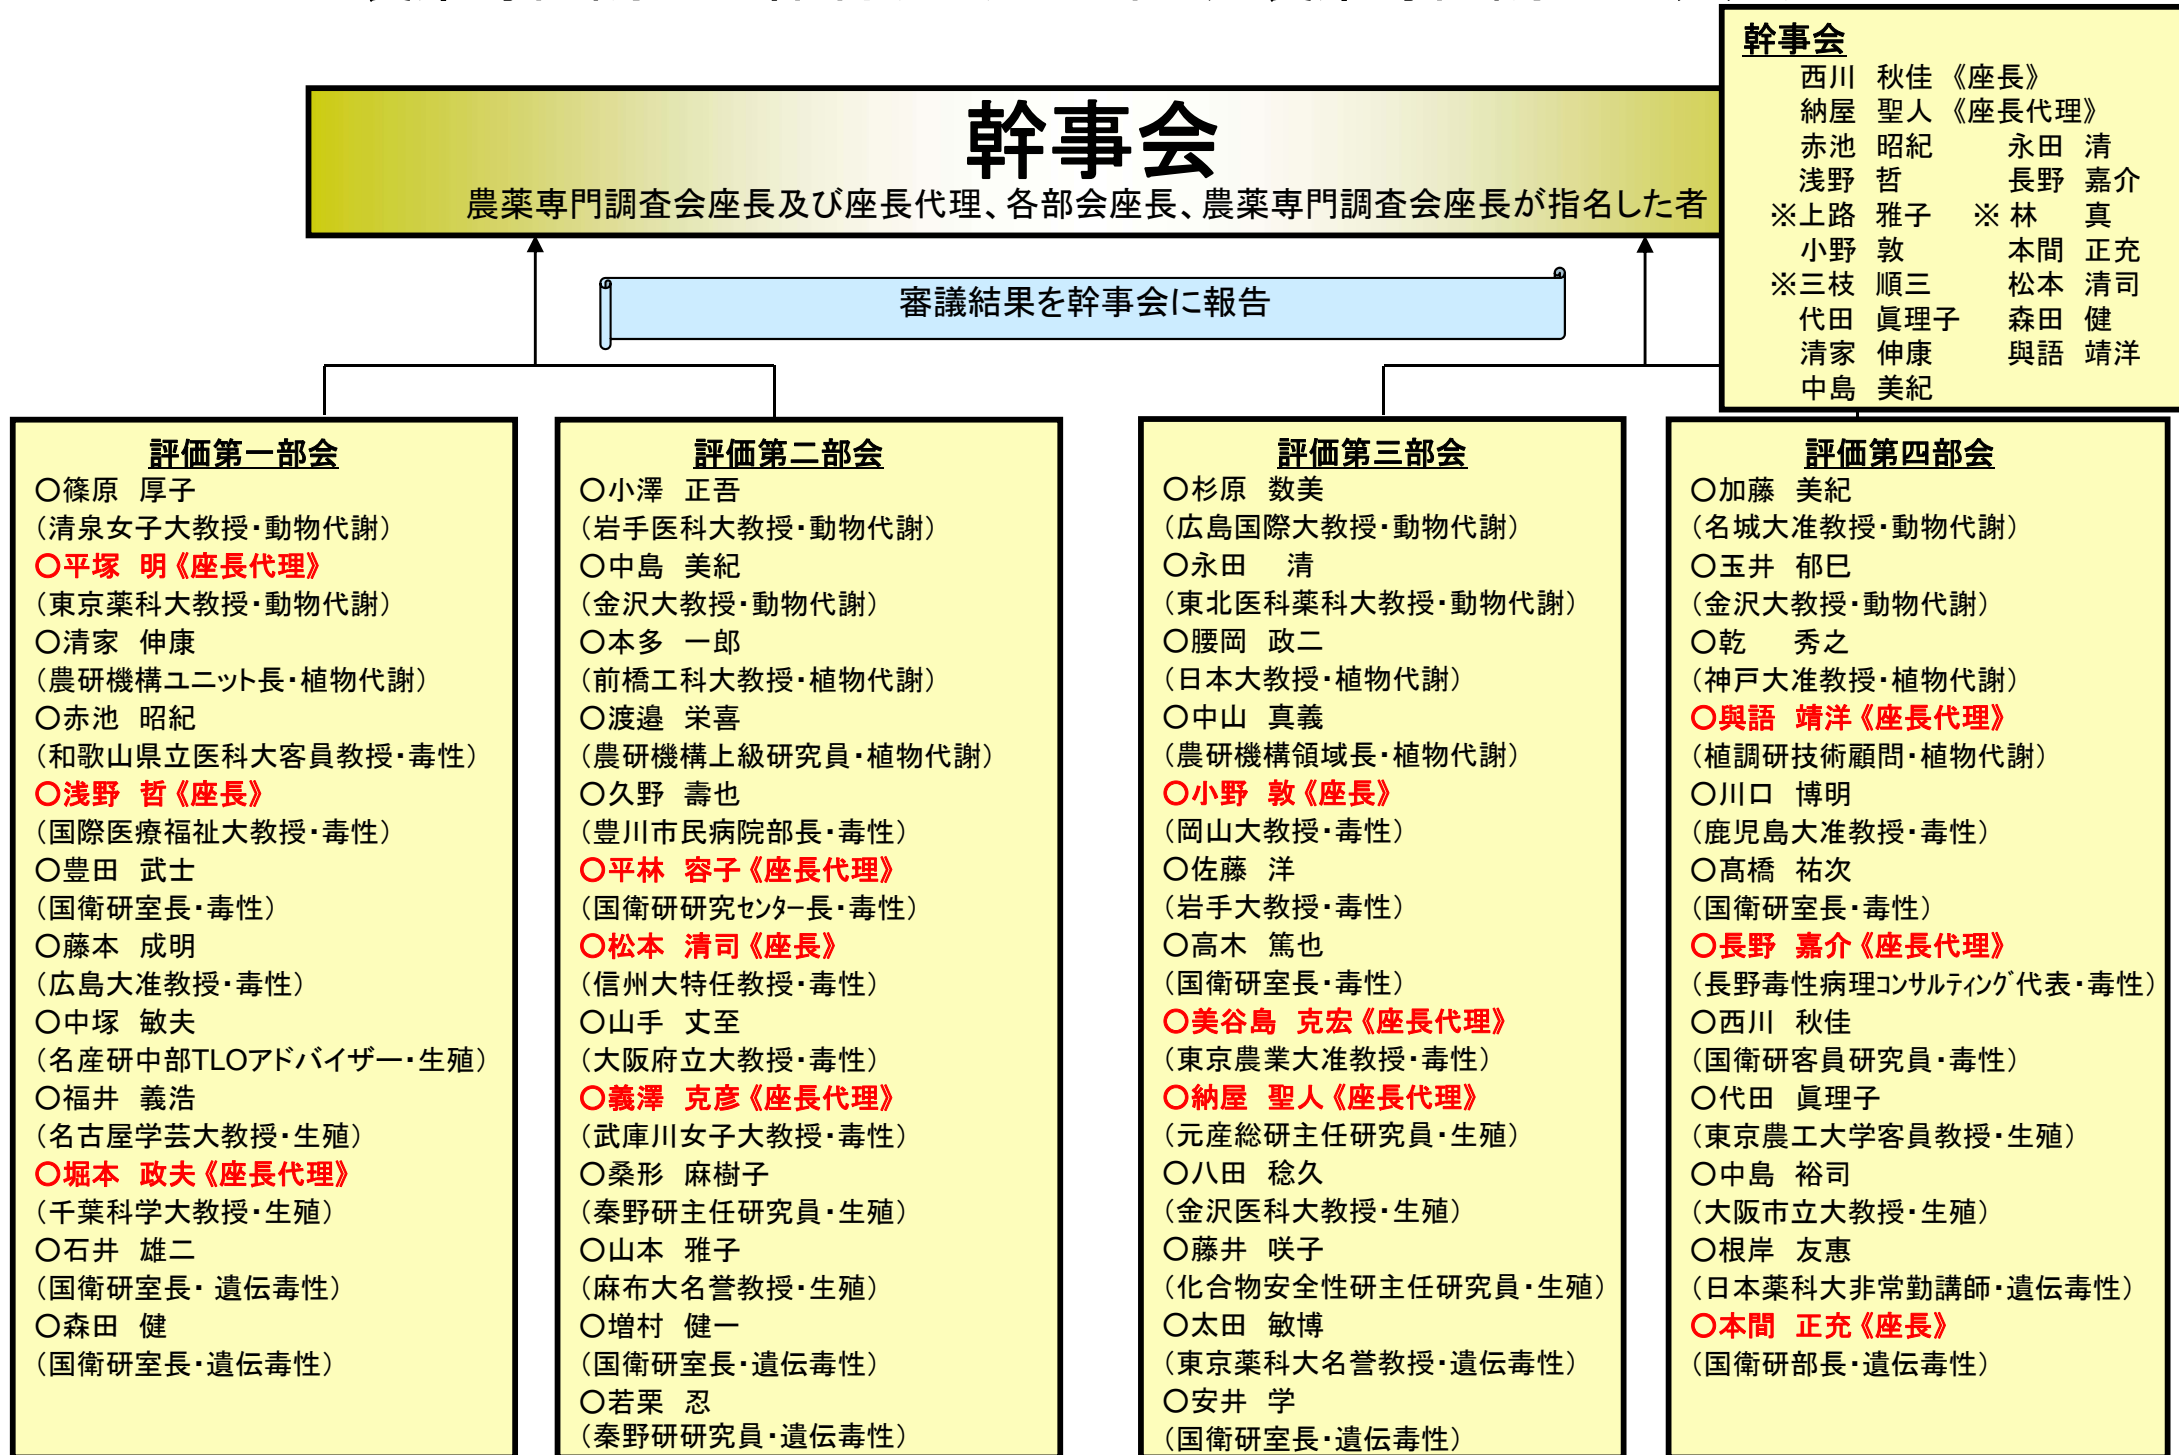 幹事会
農薬専門調査会座長及び座長代理、各部会座長、農薬専門調査会座長が指名した者
幹事会
西川 秋佳 《座長》
納屋 聖人 《座長代理》
赤池 昭紀 永田 清
浅野 哲 長野 嘉介
※上路 雅子 ※林 真
小野 敦 本間 正充
※三枝 順三 松本 清司
代田 眞理子 森田 健
清家 伸康 與語 靖洋
中島 美紀
審議結果を幹事会に報告
評価第一部会
○篠原 厚子
(清泉女子大教授・動物代謝)
○平塚 明《座長代理》
(東京薬科大教授・動物代謝)
○清家 伸康
(農研機構ユニット長・植物代謝)
○赤池 昭紀
(和歌山県立医科大客員教授・毒性)
○浅野 哲《座長》
(国際医療福祉大教授・毒性)
○豊田 武士
(国衛研室長・毒性)
○藤本 成明
(広島大准教授・毒性)
○中塚 敏夫
(名産研中部TLOアドバイザー・生殖)
○福井 義浩
(名古屋学芸大教授・生殖)
○堀本 政夫《座長代理》
(千葉科学大教授・生殖)
○石井 雄二
(国衛研室長・ 遺伝毒性)
○森田 健
(国衛研室長・遺伝毒性)
評価第二部会
○小澤 正吾
(岩手医科大教授・動物代謝)
○中島 美紀
(金沢大教授・動物代謝)
○本多 一郎
(前橋工科大教授・植物代謝)
○渡邉 栄喜
(農研機構上級研究員・植物代謝)
○久野 壽也
(豊川市民病院部長・毒性)
○平林 容子《座長代理》
(国衛研研究ｾﾝﾀｰ長・毒性)
○松本 清司《座長》
(信州大特任教授・毒性)
○山手 丈至
(大阪府立大教授・毒性)
○義澤 克彦《座長代理》
(武庫川女子大教授・毒性)
○桑形 麻樹子
(秦野研主任研究員・生殖)
○山本 雅子
(麻布大名誉教授・生殖)
○増村 健一
(国衛研室長・遺伝毒性)
○若栗 忍
(秦野研研究員・遺伝毒性)
評価第三部会
○杉原 数美
(広島国際大教授・動物代謝)
○永田 清
(東北医科薬科大教授・動物代謝)
○腰岡 政二
(日本大教授・植物代謝)
○中山 真義
(農研機構領域長・植物代謝)
○小野 敦《座長》
(岡山大教授・毒性)
○佐藤 洋
(岩手大教授・毒性)
○高木 篤也
(国衛研室長・毒性)
○美谷島 克宏《座長代理》
(東京農業大准教授・毒性)
○納屋 聖人《座長代理》
(元産総研主任研究員・生殖)
○八田 稔久
(金沢医科大教授・生殖)
○藤井 咲子
(化合物安全性研主任研究員・生殖)
○太田 敏博
(東京薬科大名誉教授・遺伝毒性)
○安井 学
(国衛研室長・遺伝毒性)
評価第四部会
○加藤 美紀
(名城大准教授・動物代謝)
○玉井 郁巳
(金沢大教授・動物代謝)
○乾 秀之
(神戸大准教授・植物代謝)
○與語 靖洋《座長代理》
(植調研技術顧問・植物代謝)
○川口 博明
(鹿児島大准教授・毒性)
○髙橋 祐次
(国衛研室長・毒性)
○長野 嘉介《座長代理》
(長野毒性病理ｺﾝｻﾙﾃｨﾝｸﾞ代表・毒性)
○西川 秋佳
(国衛研客員研究員・毒性)
○代田 眞理子
(東京農工大学客員教授・生殖)
○中島 裕司
(大阪市立大教授・生殖)
○根岸 友惠
(日本薬科大非常勤講師・遺伝毒性)
○本間 正充《座長》
(国衛研部長・遺伝毒性)